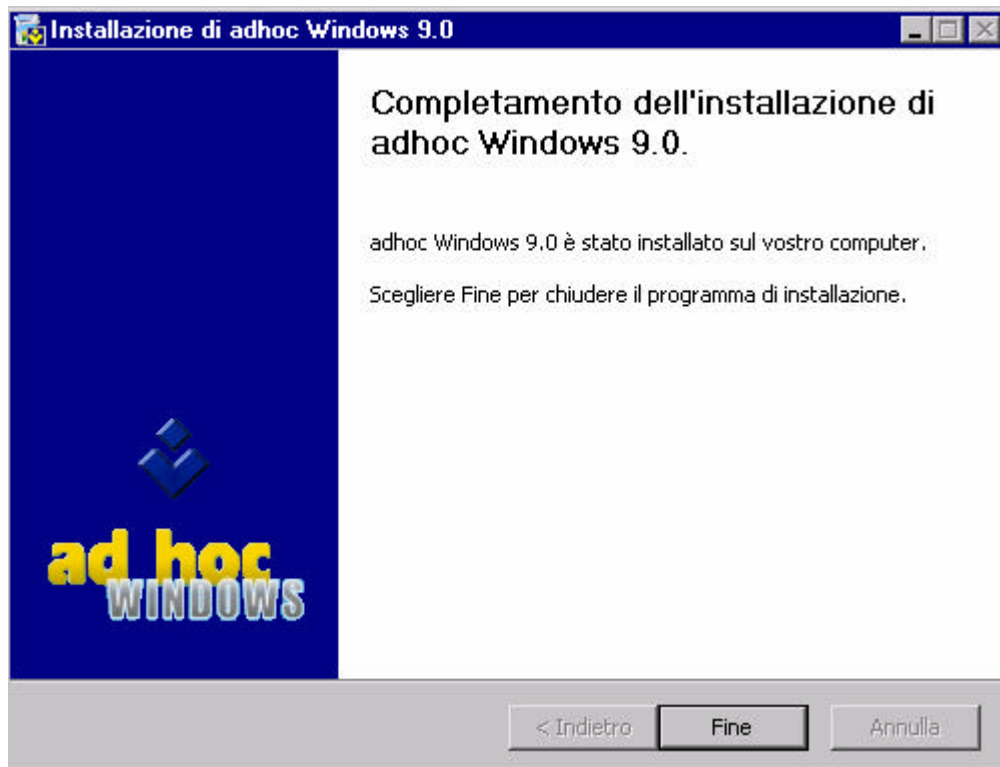 Installazione di adhoc Windows 9.0
Completamento dell'installazione di
adhoc Windows 9.0.
adhoc Windows 9.0 è stato installato sul vostro computer.
Scegliere Fine per chiudere il programma di installazione.
ad hoc
WINDOWS
< Indietro
Fine
Annulla